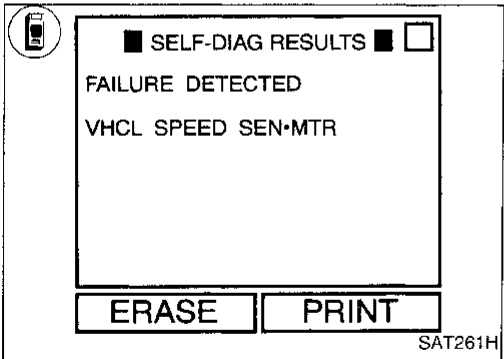 SELF-DIAG RESULTS
FAILURE DETECTED
VHCL SPEED SEN•MTR
ERASE PRINT
SAT261H